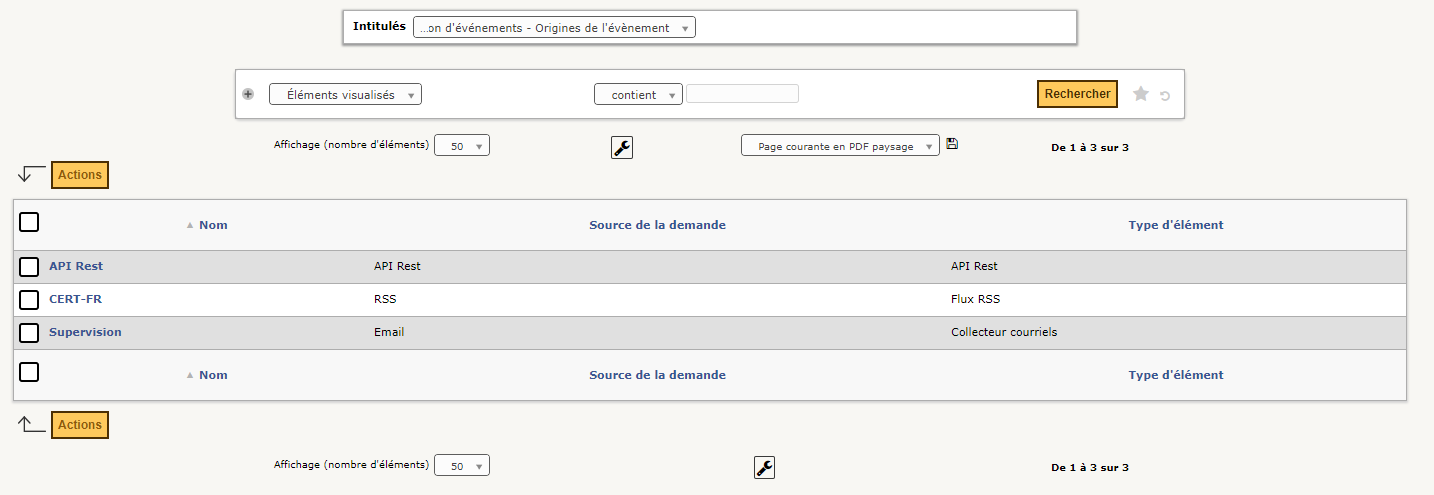 Intitulés ...on d'événements - Origines de l'évènement
Éléments visualisés contient Rechercher
Affichage (nombre d'éléments) 50 Page courante en PDF paysage De 1 à 3 sur 3
Actions
Nom Source de la demande Type d'élément
API Rest API Rest API Rest
CERT-FR RSS Flux RSS
Supervision Email Collecteur courriels
Nom Source de la demande Type d'élément
Actions
Affichage (nombre d'éléments) 50 De 1 à 3 sur 3